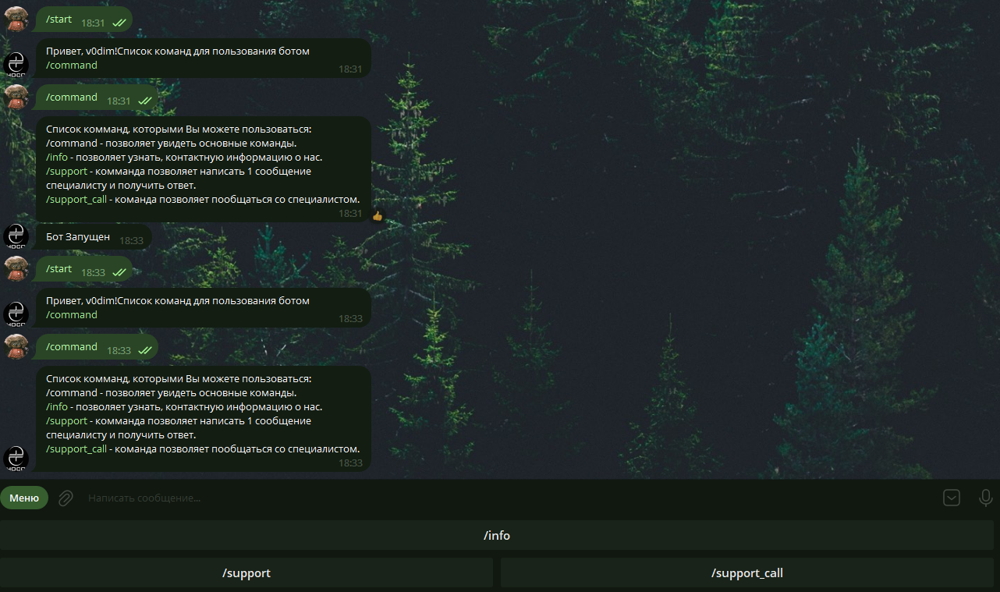 /start 18:31
Привет, v0dim!Список команд для пользования ботом
/command
18:31
/command 18:31
Список комманд, которыми Вы можете пользоваться:
/command - позволяет увидеть основные команды.
/info - позволяет узнать, контактную информацию о нас.
/support - комманда позволяет написать 1 сообщение
специалисту и получить ответ.
/support_call - команда позволяет пообщаться со специалистом.
18:31
Бот Запущен 18:33
/start 18:33
Привет, v0dim!Список команд для пользования ботом
/command
18:33
/command 18:33
Список комманд, которыми Вы можете пользоваться:
/command - позволяет увидеть основные команды.
/info - позволяет узнать, контактную информацию о нас.
/support - комманда позволяет написать 1 сообщение
специалисту и получить ответ.
/support_call - команда позволяет пообщаться со специалистом.
18:33
Меню Написать сообщение...
/info
/support /support_call